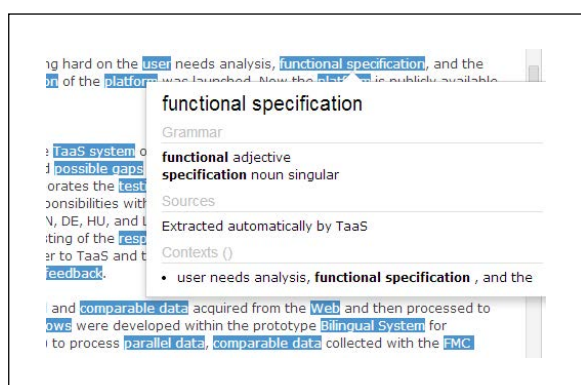 ng hard on the user needs analysis, functional specification, and the
on of the platform was launched. Now the platform is publicly available
functional specification
Grammar
functional adjective
specification noun singular
Sources
Extracted automatically by TaaS
Contexts ()
• user needs analysis, functional specification , and the
e TaaS system o
d possible gaps
orates the test
ponsibilities with
N, DE, HU, and L
sting of the resp
er to TaaS and t
feedback.
l and comparable data acquired from the Web and then processed to
ows were developed within the prototype Bilingual System for
) to process parallel data, comparable data collected with the FMC